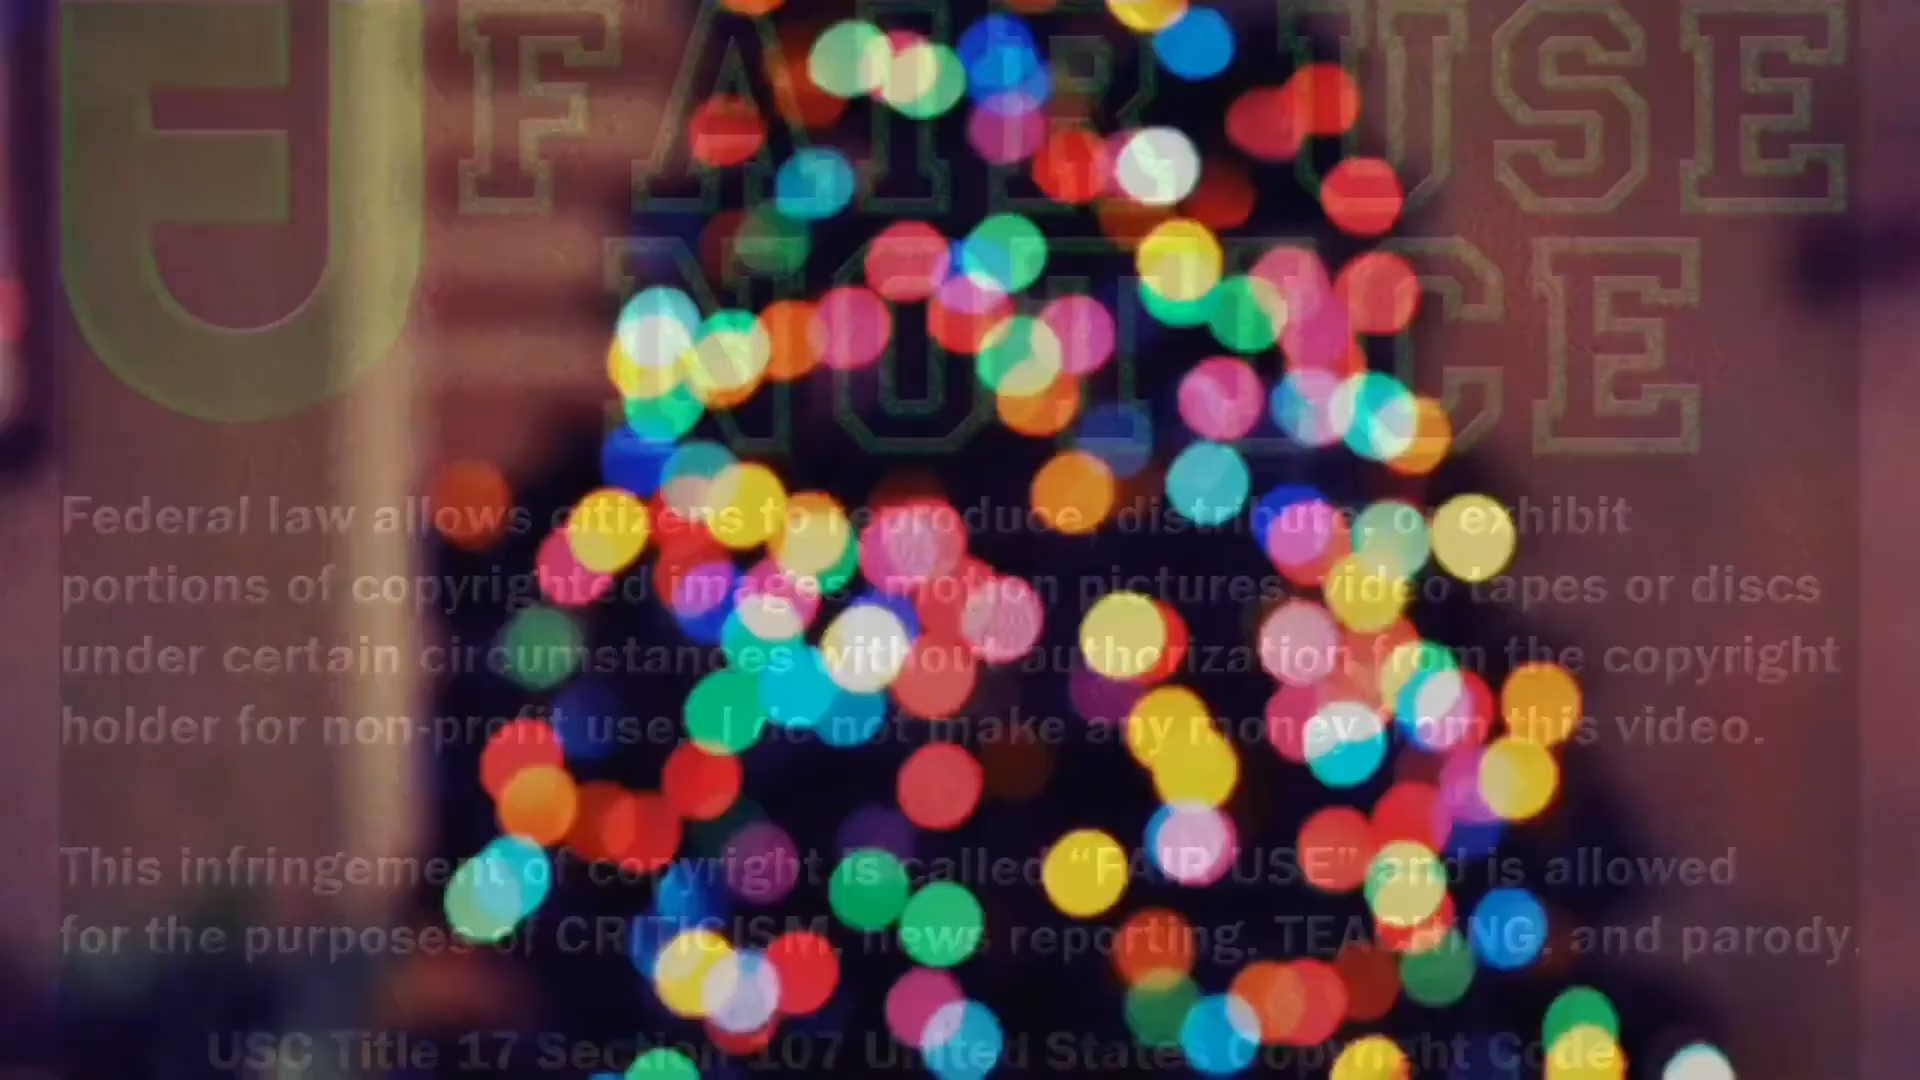 FAIR USE
NOTICE
Federal law allows citizens to reproduce, distribute, or exhibit
portions of copyrighted images, motion pictures, video tapes or discs
under certain circumstances without authorization from the copyright
holder for non-profit use. I do not make any money from this video.
This infringement of copyright is called “FAIR USE” and is allowed
for the purposes of CRITICISM, news reporting, TEACHING, and parody.
USC Title 17 Section 107 United States Copyright Code